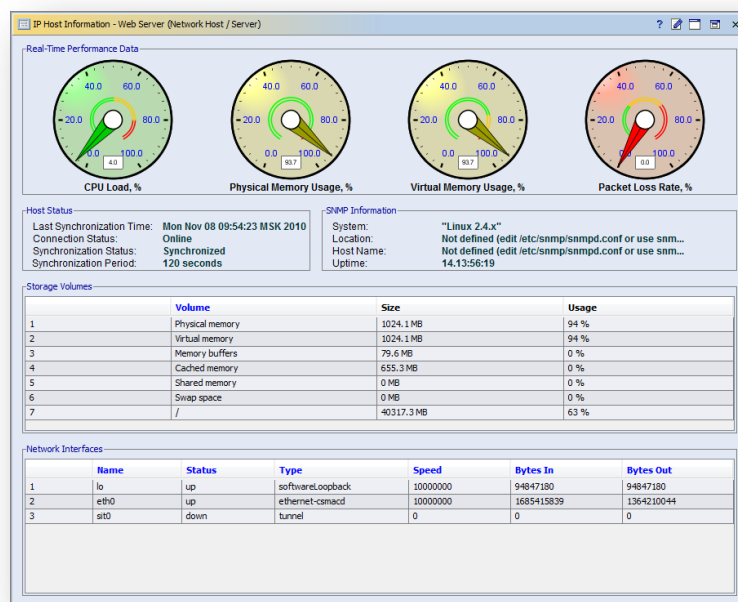 IP Host Information - Web Server (Network Host / Server) ?
Real-Time Performance Data
40.0 60.0 40.0 60.0 40.0 60.0 40.0 60.0
20.0 80.0 20.0 80.0 20.0 80.0 20.0 80.0
0.0 100.0 0.0 100.0 0.0 100.0 0.0 100.0
4.0 93.7 93.7 0.0
CPU Load, % Physical Memory Usage, % Virtual Memory Usage, % Packet Loss Rate, %
Host Status
Last Synchronization Time: Mon Nov 08 09:54:23 MSK 2010
Connection Status: Online
Synchronization Status: Synchronized
Synchronization Period: 120 seconds
SNMP Information
System: "Linux 2.4.x"
Location: Not defined (edit /etc/snmp/snmpd.conf or use snm...
Host Name: Not defined (edit /etc/snmp/snmpd.conf or use snm...
Uptime: 14.13:56:19
Storage Volumes
Volume Size Usage
1 Physical memory 1024.1 MB 94 %
2 Virtual memory 1024.1 MB 94 %
3 Memory buffers 79.6 MB 0 %
4 Cached memory 655.3 MB 0 %
5 Shared memory 0 MB 0 %
6 Swap space 0 MB 0 %
7 / 40317.3 MB 63 %
Network Interfaces
Name Status Type Speed Bytes In Bytes Out
1 lo up softwareLoopback 10000000 94847180 94847180
2 eth0 up ethernet-csmacd 10000000 1685415839 1364210044
3 sit0 down tunnel 0 0 0